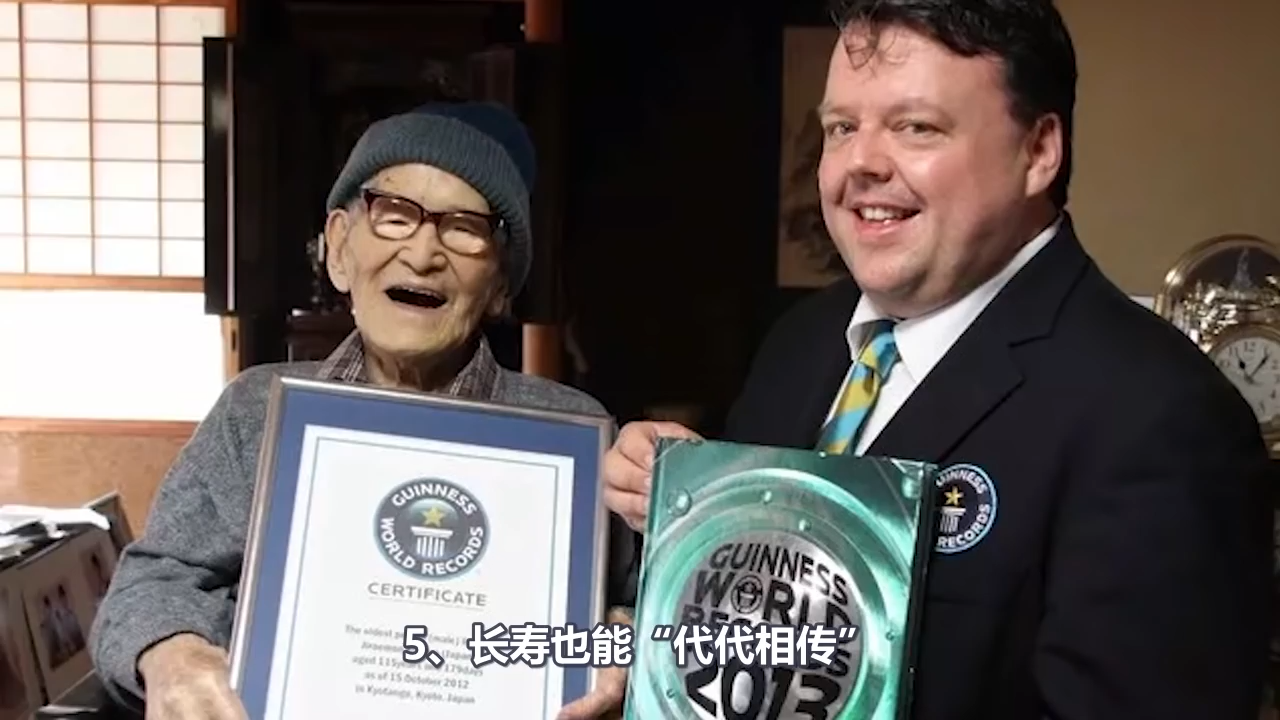 GUINNESS
WORLD RECORDS
CERTIFICATE
The oldest
aged 115
as of 15 October 2012
in Kyotango, Kyoto, Japan
GUINNESS
WORLD
2013
GUINNESS
RECORDS
5、长寿也能“代代相传”